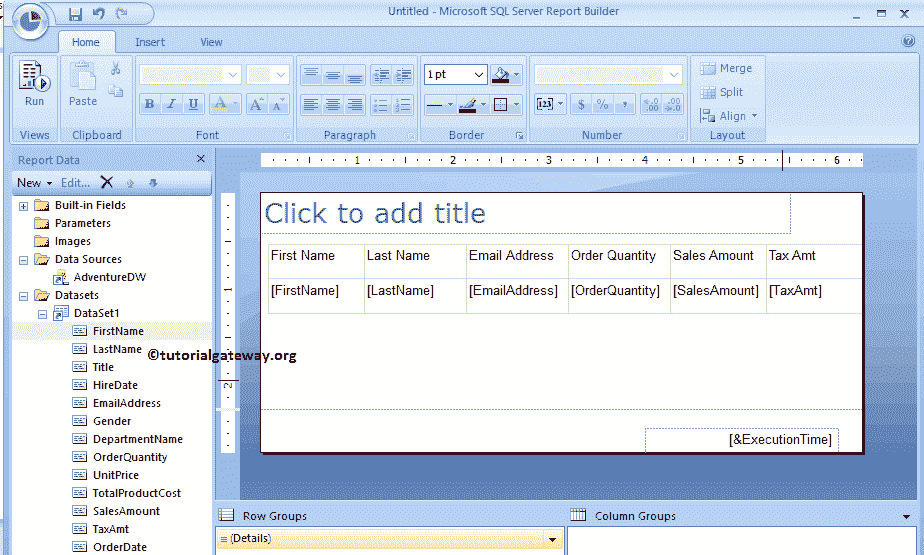 Untitled - Microsoft SQL Server Report Builder
Home Insert View
Run Paste B I U A A A 1 pt 123 $ % , .00 Merge Split Align
Views Clipboard Font Paragraph Border Number Layout
Report Data
New Edit...
Built-in Fields
Parameters
Images
Data Sources
AdventureDW
Datasets
DataSet1
FirstName
LastName
Title
HireDate
EmailAddress
Gender
DepartmentName
OrderQuantity
UnitPrice
TotalProductCost
SalesAmount
TaxAmt
OrderDate
©tutorialgateway.org
1 2 3 4 5 6
1
2
Click to add title
First Name Last Name Email Address Order Quantity Sales Amount Tax Amt
[FirstName] [LastName] [EmailAddress] [OrderQuantity] [SalesAmount] [TaxAmt]
[&ExecutionTime]
Row Groups Column Groups
(Details)